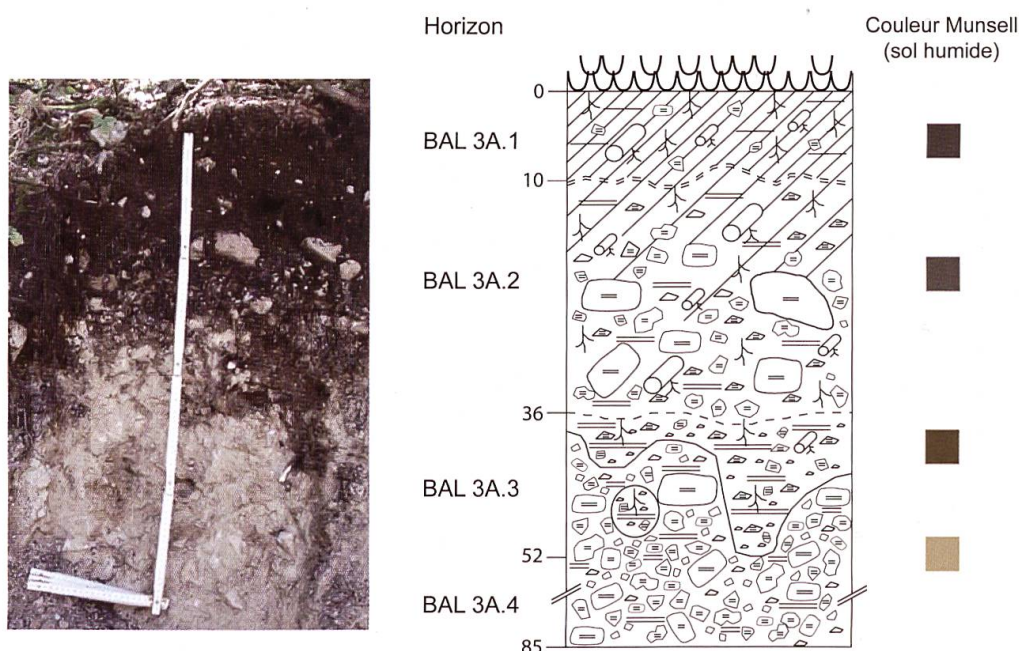 Horizon
Couleur Munsell
(sol humide)
0
BAL 3A.1
10
BAL 3A.2
36
BAL 3A.3
52
BAL 3A.4
85